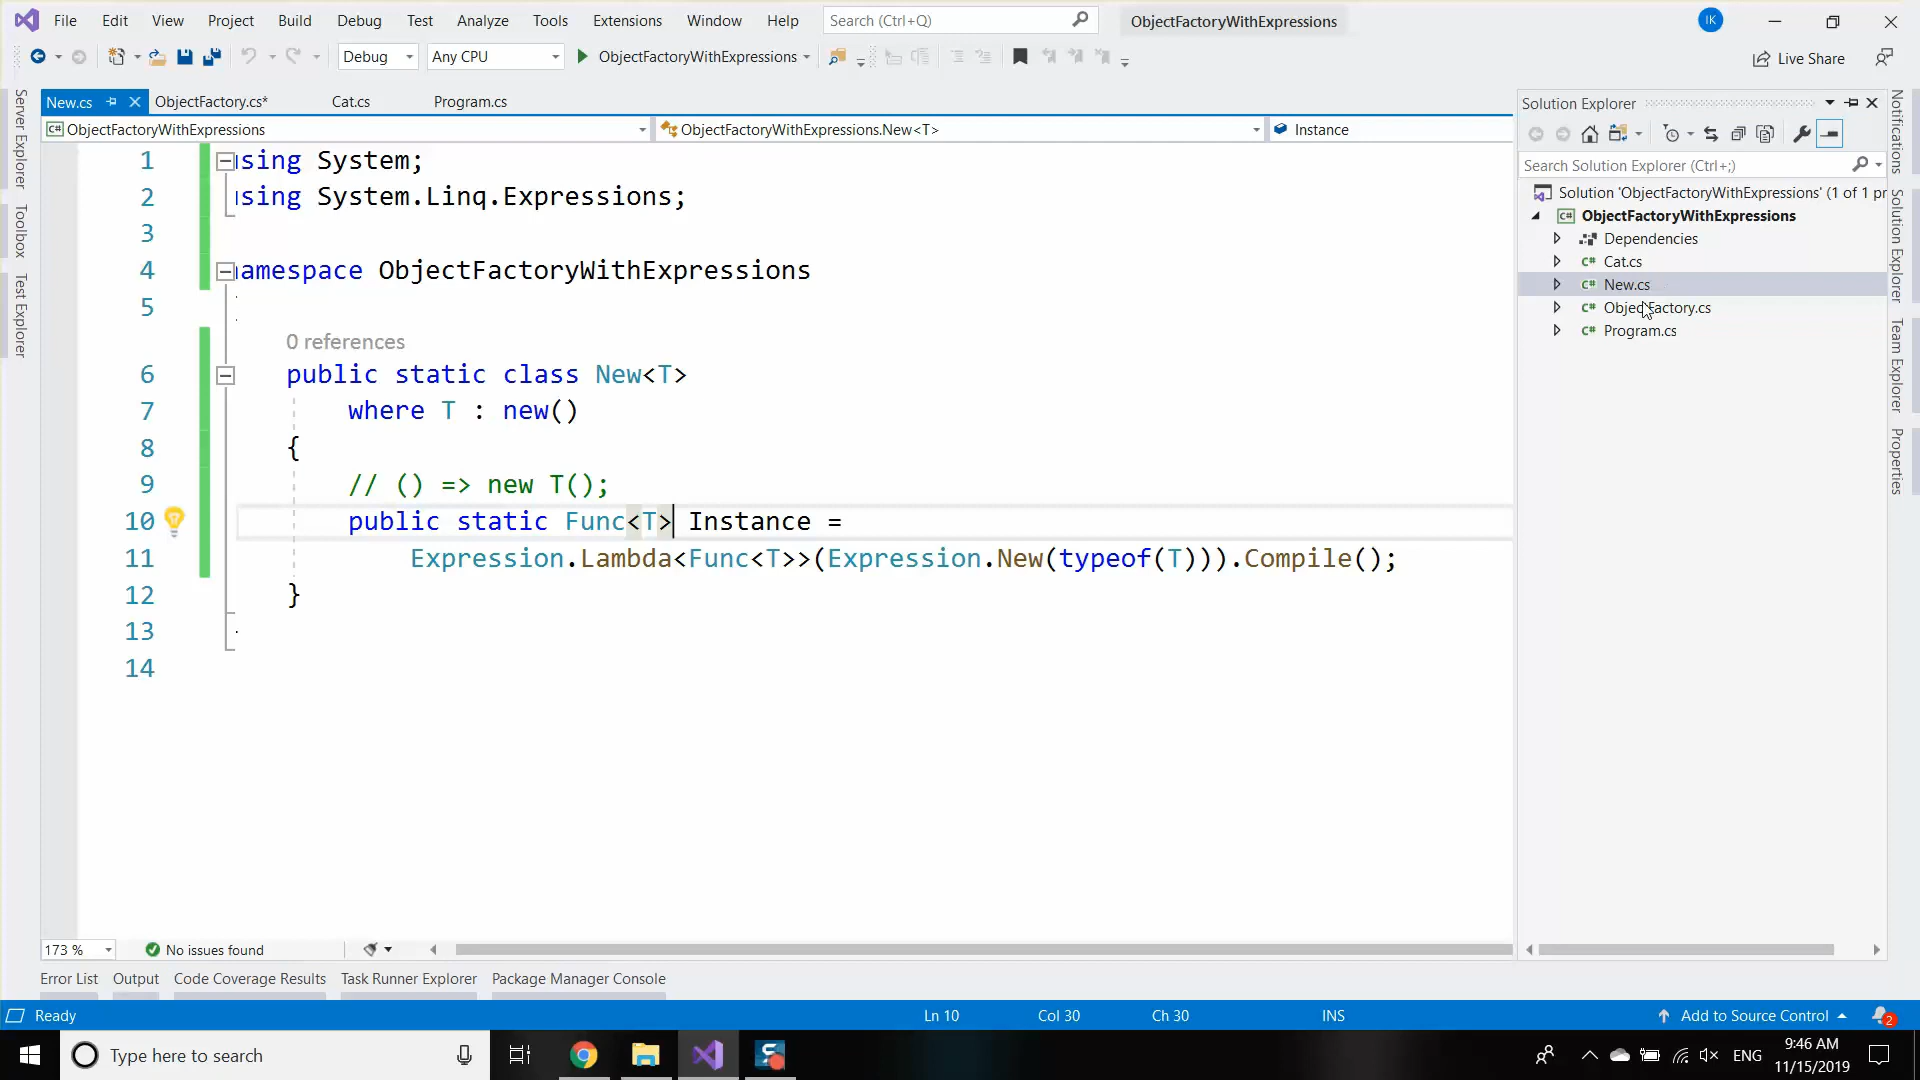 File Edit View Project Build Debug Test Analyze Tools Extensions Window Help Search (Ctrl+Q) ObjectFactoryWithExpressions IK
Debug Any CPU ObjectFactoryWithExpressions Live Share
New.cs ObjectFactory.cs* Cat.cs Program.cs
ObjectFactoryWithExpressions ObjectFactoryWithExpressions.New<T> Instance
Server Explorer
Toolbox
Test Explorer
1 sing System;
2 sing System.Linq.Expressions;
3
4 amespace ObjectFactoryWithExpressions
5
0 references
6 public static class New<T>
7 where T : new()
8 {
9 // () => new T();
10 public static Func<T> Instance =
11 Expression.Lambda<Func<T>>(Expression.New(typeof(T))).Compile();
12 }
13
14
173 % No issues found
Solution Explorer
Search Solution Explorer (Ctrl+;)
Solution 'ObjectFactoryWithExpressions' (1 of 1 pr
C# ObjectFactoryWithExpressions
Dependencies
C# Cat.cs
C# New.cs
C# ObjectFactory.cs
C# Program.cs
Notifications
Solution Explorer
Team Explorer
Properties
Error List Output Code Coverage Results Task Runner Explorer Package Manager Console
Ready Ln 10 Col 30 Ch 30 INS Add to Source Control 2
Type here to search ENG 9:46 AM
11/15/2019